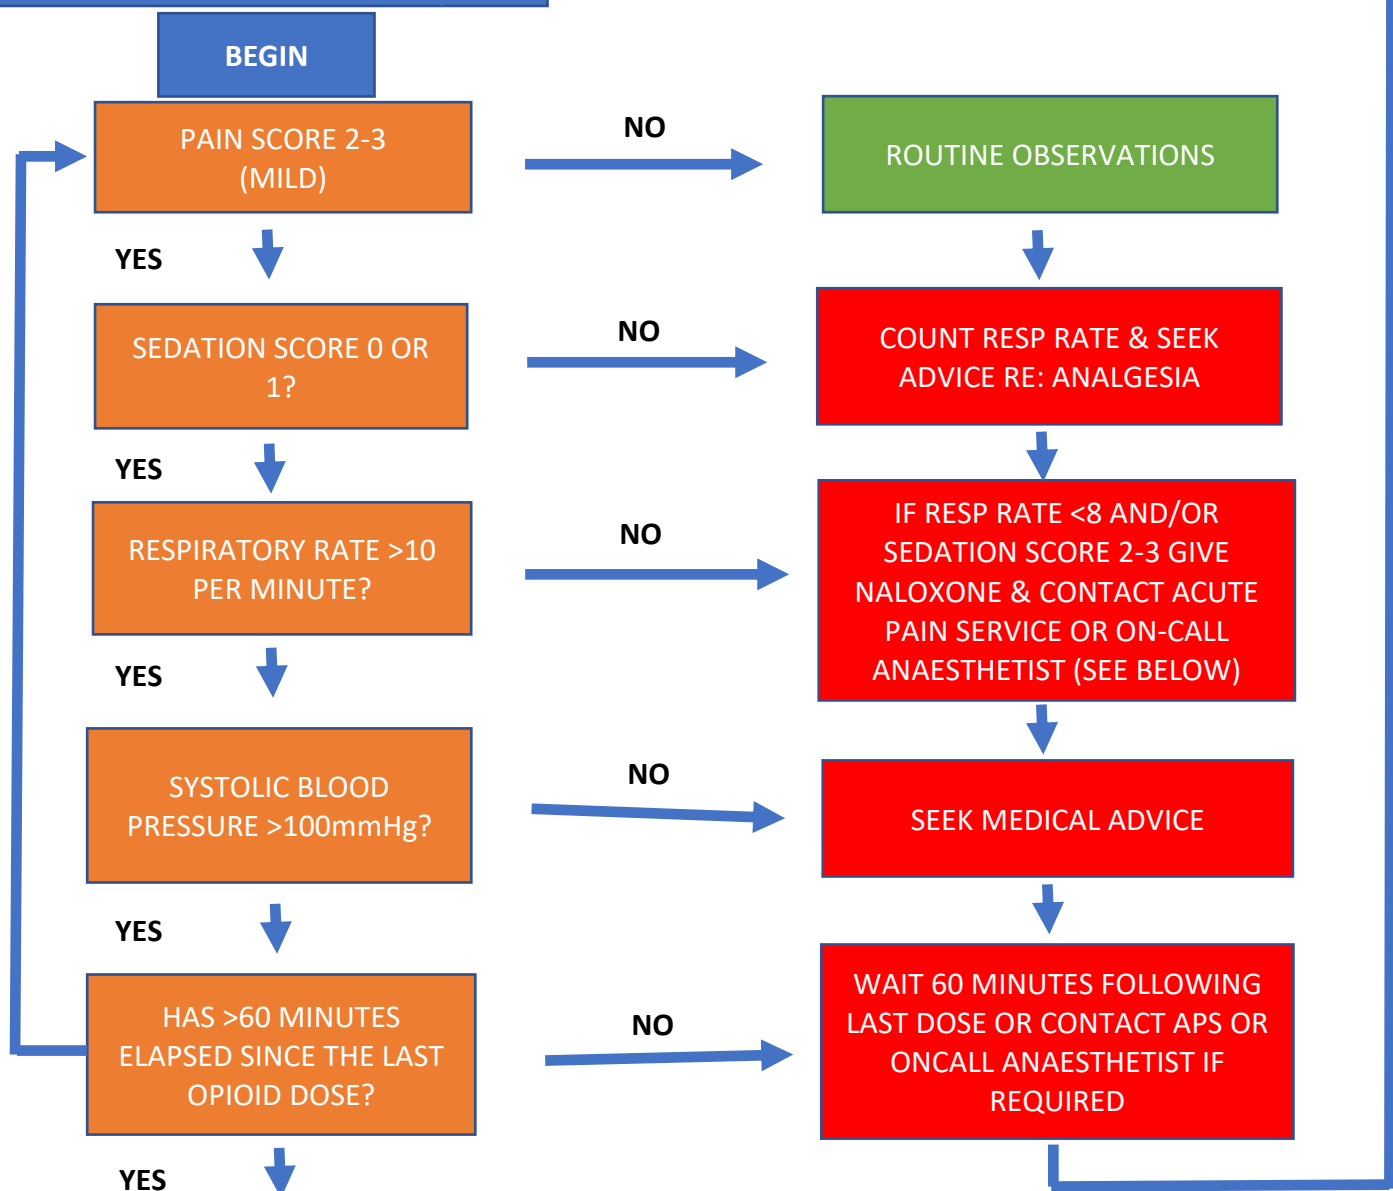 BEGIN
PAIN SCORE 2-3
(MILD)
NO
ROUTINE OBSERVATIONS
YES
SEDATION SCORE 0 OR
1?
NO
COUNT RESP RATE & SEEK
ADVICE RE: ANALGESIA
YES
RESPIRATORY RATE >10
PER MINUTE?
NO
IF RESP RATE <8 AND/OR
SEDATION SCORE 2-3 GIVE
NALOXONE & CONTACT ACUTE
PAIN SERVICE OR ON-CALL
ANAESTHETIST (SEE BELOW)
YES
SYSTOLIC BLOOD
PRESSURE >100mmHg?
NO
SEEK MEDICAL ADVICE
YES
HAS >60 MINUTES
ELAPSED SINCE THE LAST
OPIOID DOSE?
NO
WAIT 60 MINUTES FOLLOWING
LAST DOSE OR CONTACT APS OR
ONCALL ANAESTHETIST IF
REQUIRED
YES